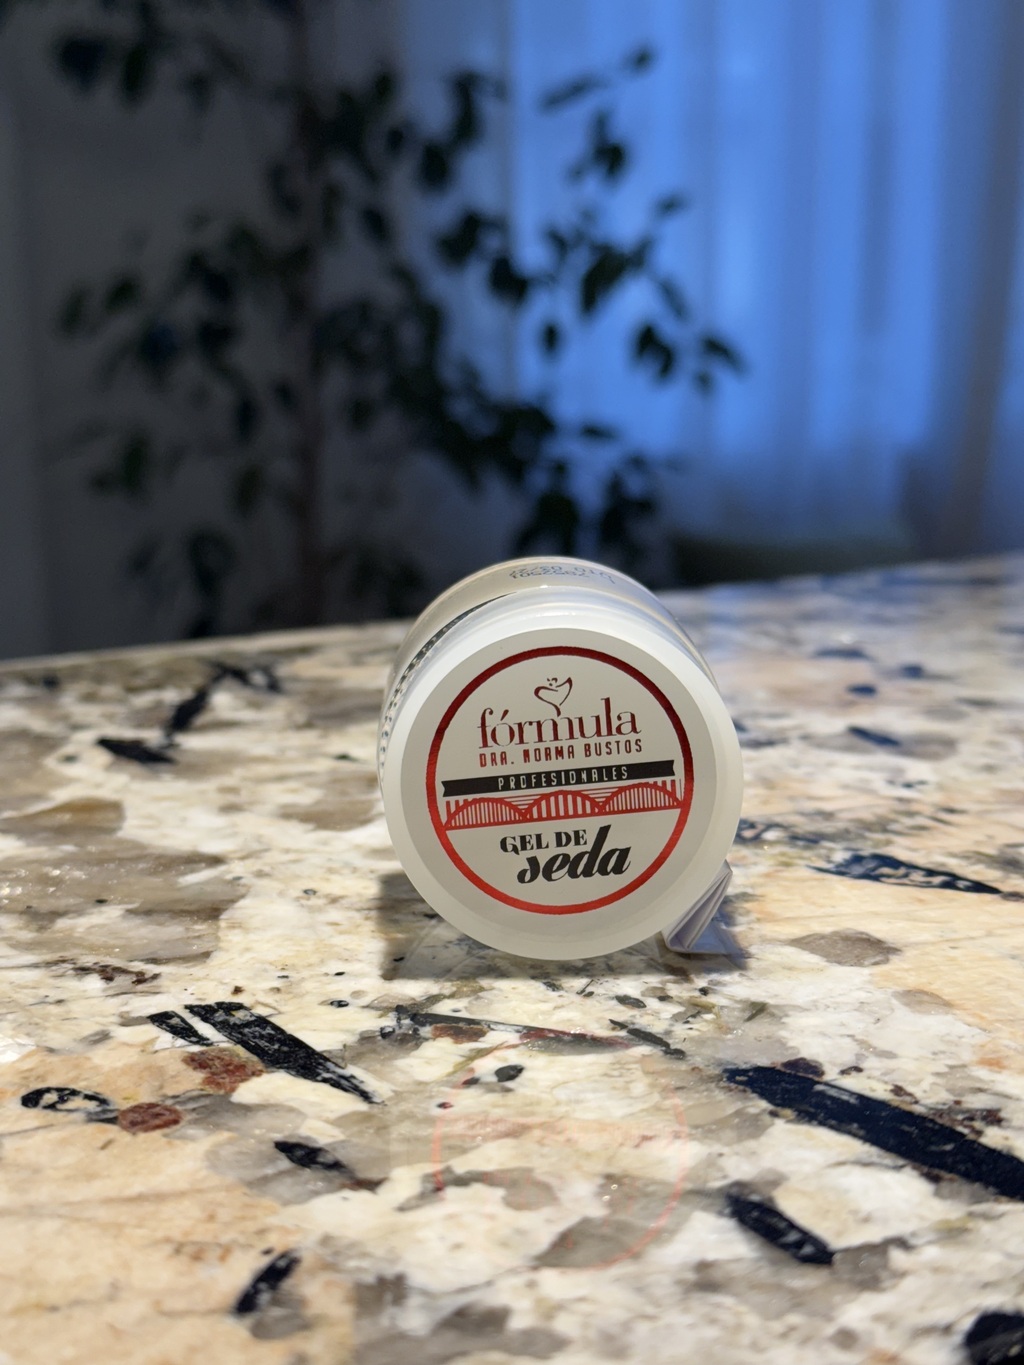 fórmula
DRA. NORMA BUSTOS
PROFESIONALES
GEL DE
seda